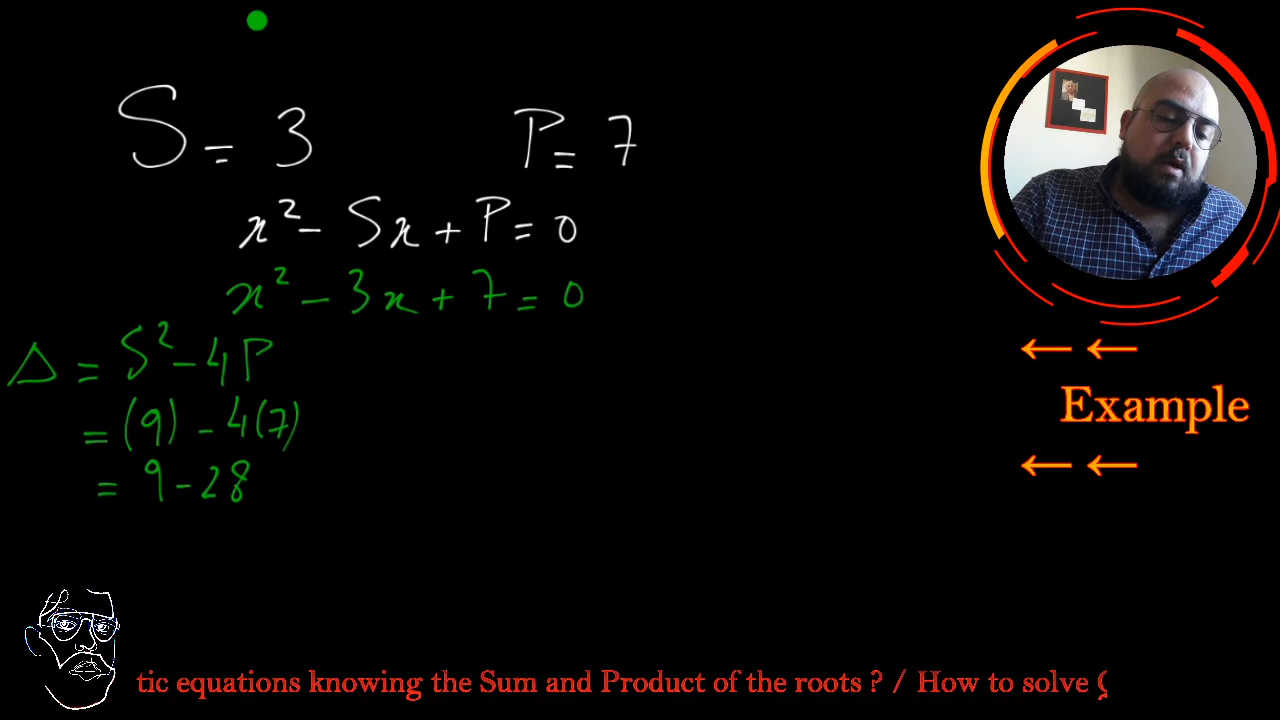 S = 3 P = 7
x² - Sx + P = 0
x² - 3x + 7 = 0
Δ = S² - 4P
= (9) - 4(7)
= 9 - 28
← ←
Example
← ←
tic equations knowing the Sum and Product of the roots ? / How to solve